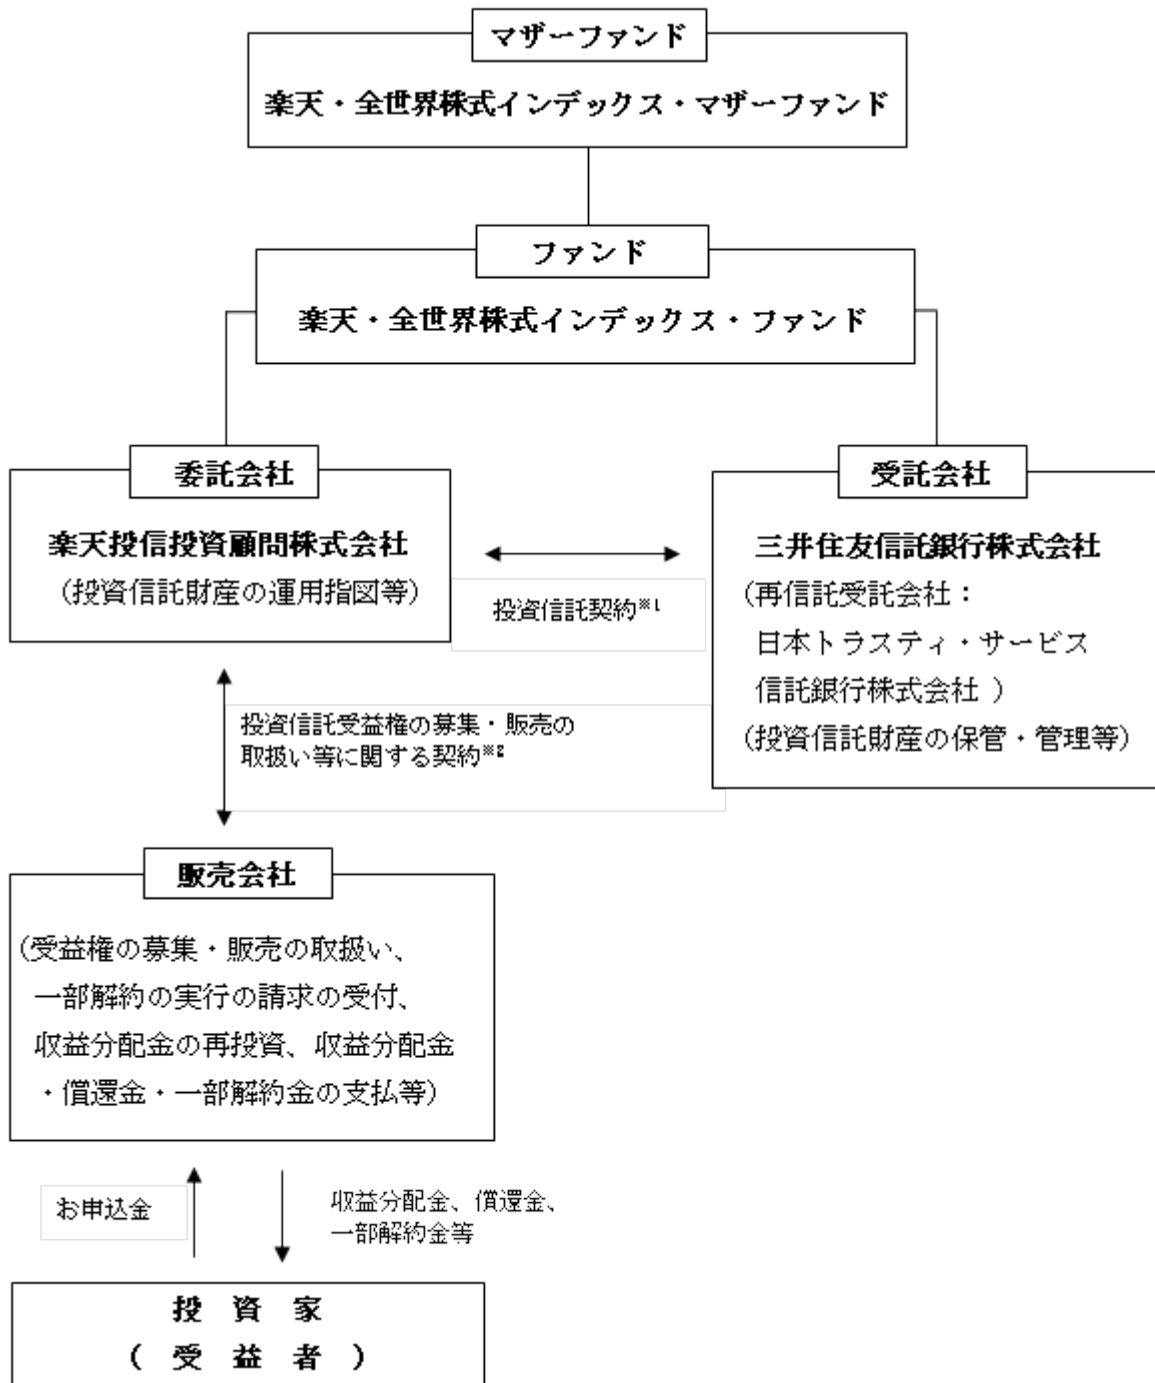 マザーファンド
楽天・全世界株式インデックス・マザーファンド
ファンド
楽天・全世界株式インデックス・ファンド
委託会社
楽天投信投資顧問株式会社
(投資信託財産の運用指図等)
投資信託契約※1
受託会社
三井住友信託銀行株式会社
(再信託受託会社:
日本トラスティ・サービス
信託銀行株式会社 )
(投資信託財産の保管・管理等)
投資信託受益権の募集・販売の
取扱い等に関する契約※2
販売会社
(受益権の募集・販売の取扱い、
一部解約の実行の請求の受付、
収益分配金の再投資、収益分配金
・償還金・一部解約金の支払等)
お申込金
収益分配金、償還金、
一部解約金等
投 資 家
( 受 益 者 )